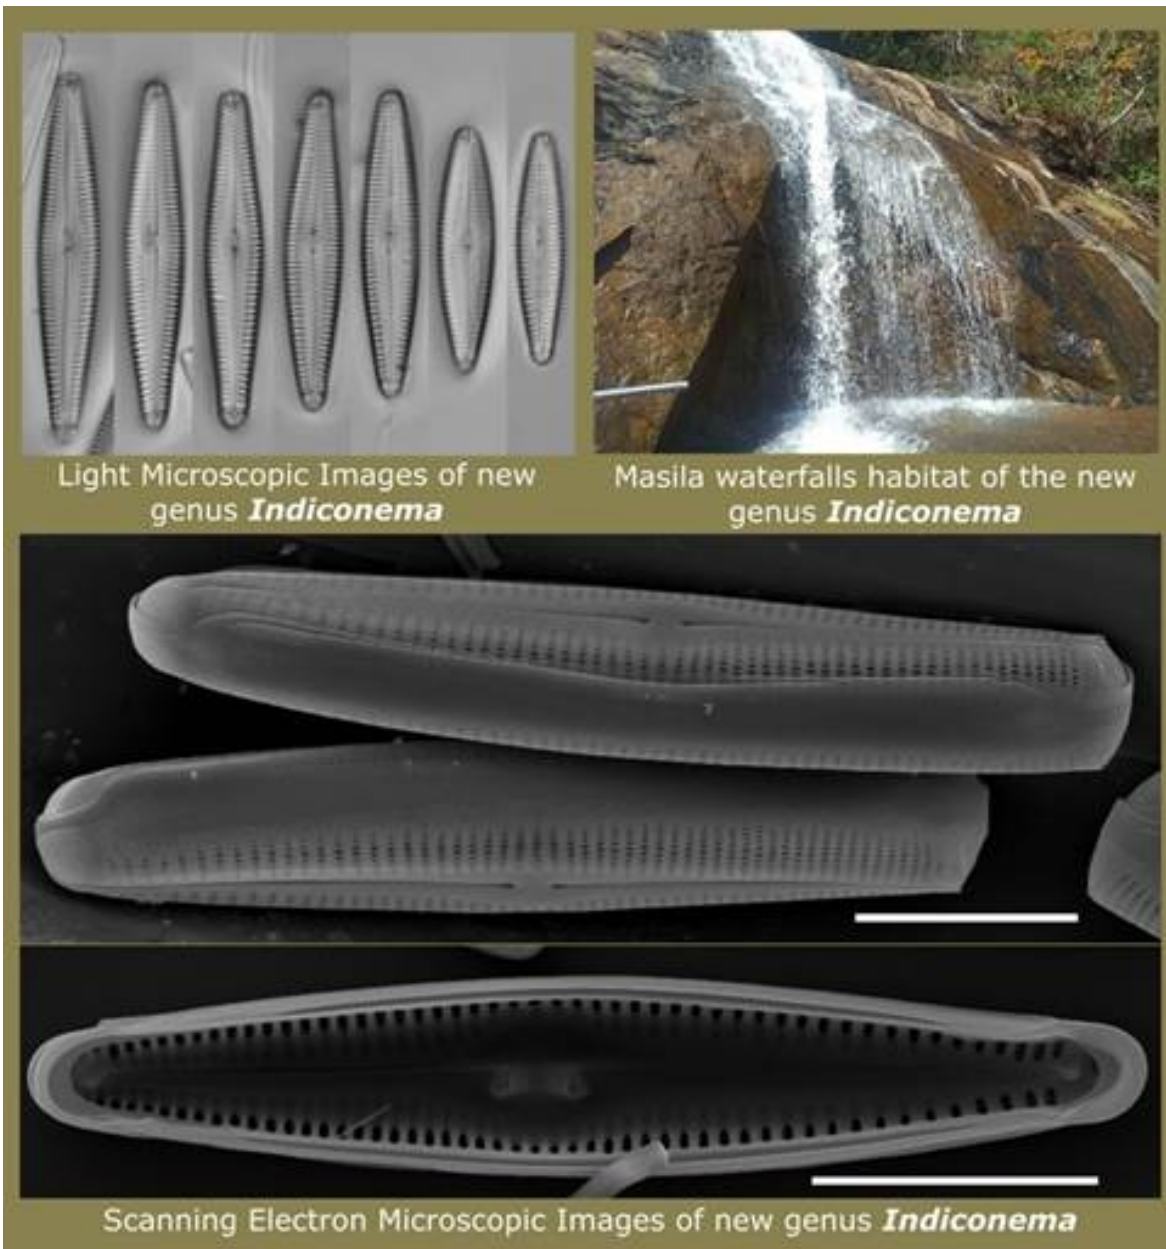 Light Microscopic Images of new
genus Indiconema
Masila waterfalls habitat of the new
genus Indiconema
Scanning Electron Microscopic Images of new genus Indiconema